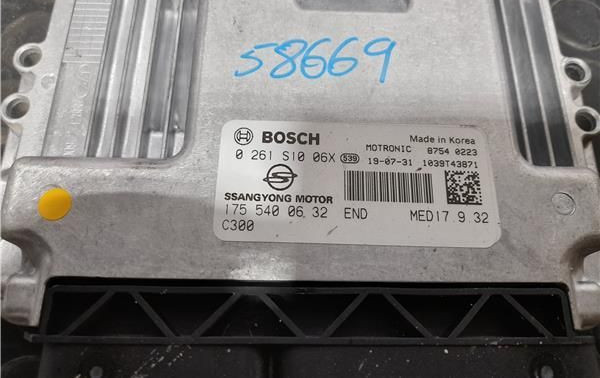 58669
BOSCH
Made in Korea
MOTRONIC 8754 0223
0 261 S10 06X 539 19-07-31 1039T43871
SSANGYONG MOTOR
175 540 06 32 END MED17.9.32
C300